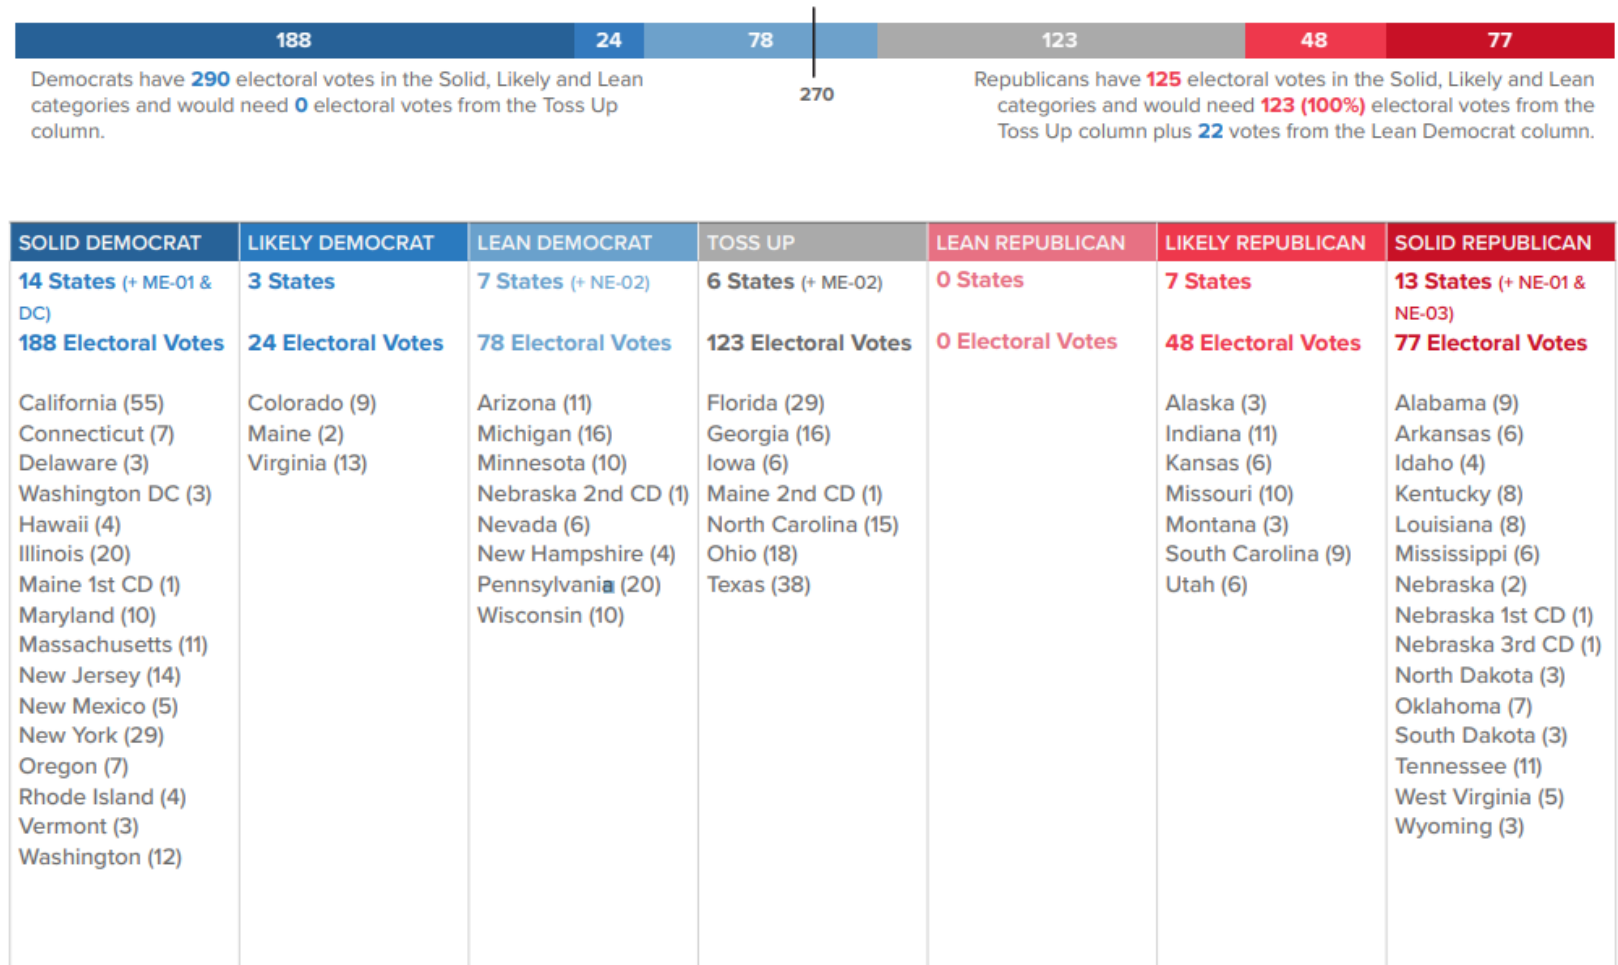 188
24
78
123
48
77
Democrats have 290 electoral votes in the Solid, Likely and Lean
categories and would need 0 electoral votes from the Toss Up
column.
270
Republicans have 125 electoral votes in the Solid, Likely and Lean
categories and would need 123 (100%) electoral votes from the
Toss Up column plus 22 votes from the Lean Democrat column.
SOLID DEMOCRAT
14 States (+ ME-01 &
DC)
188 Electoral Votes
California (55)
Connecticut (7)
Delaware (3)
Washington DC (3)
Hawaii (4)
Illinois (20)
Maine 1st CD (1)
Maryland (10)
Massachusetts (11)
New Jersey (14)
New Mexico (5)
New York (29)
Oregon (7)
Rhode Island (4)
Vermont (3)
Washington (12)
LIKELY DEMOCRAT
3 States
24 Electoral Votes
Colorado (9)
Maine (2)
Virginia (13)
LEAN DEMOCRAT
7 States (+ NE-02)
78 Electoral Votes
Arizona (11)
Michigan (16)
Minnesota (10)
Nebraska 2nd CD (1)
Nevada (6)
New Hampshire (4)
Pennsylvania (20)
Wisconsin (10)
TOSS UP
6 States (+ ME-02)
123 Electoral Votes
Florida (29)
Georgia (16)
Iowa (6)
Maine 2nd CD (1)
North Carolina (15)
Ohio (18)
Texas (38)
LEAN REPUBLICAN
0 States
0 Electoral Votes
LIKELY REPUBLICAN
7 States
48 Electoral Votes
Alaska (3)
Indiana (11)
Kansas (6)
Missouri (10)
Montana (3)
South Carolina (9)
Utah (6)
SOLID REPUBLICAN
13 States (+ NE-01 &
NE-03)
77 Electoral Votes
Alabama (9)
Arkansas (6)
Idaho (4)
Kentucky (8)
Louisiana (8)
Mississippi (6)
Nebraska (2)
Nebraska 1st CD (1)
Nebraska 3rd CD (1)
North Dakota (3)
Oklahoma (7)
South Dakota (3)
Tennessee (11)
West Virginia (5)
Wyoming (3)